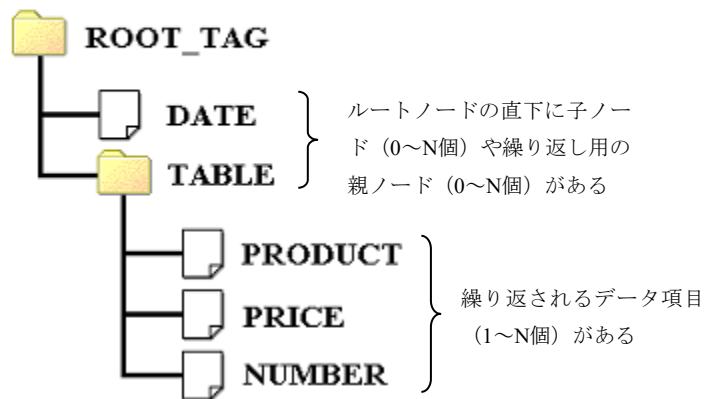 ROOT_TAG
DATE
TABLE
ルートノードの直下に子ノー
ド（0～N個）や繰り返し用の
親ノード（0～N個）がある
PRODUCT
PRICE
NUMBER
繰り返されるデータ項目
（1～N個）がある